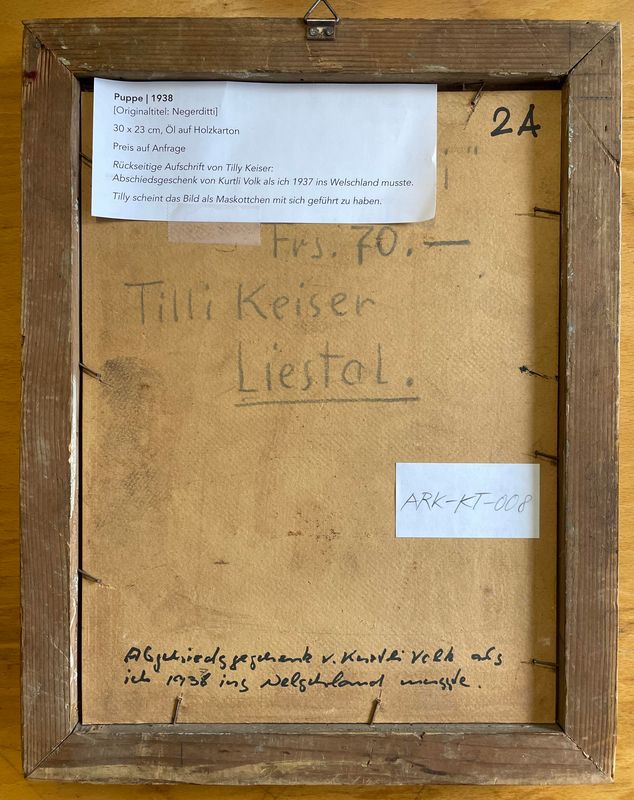 Puppe | 1938
[Originaltitel: Negerditti]
30 x 23 cm, Öl auf Holzkarton
Preis auf Anfrage
Rückseitige Aufschrift von Tilly Keiser:
Abschiedsgeschenk von Kurtli Volk als ich 1937 ins Welschland musste.
Tilly scheint das Bild als Maskottchen mit sich geführt zu haben.
2A
Frs. 70.—
Tilli Keiser
Liestal.
ARK-KT-008
Abschiedsgeschenk v. Kurtli Volk als
ich 1938 ins Welschland musste.